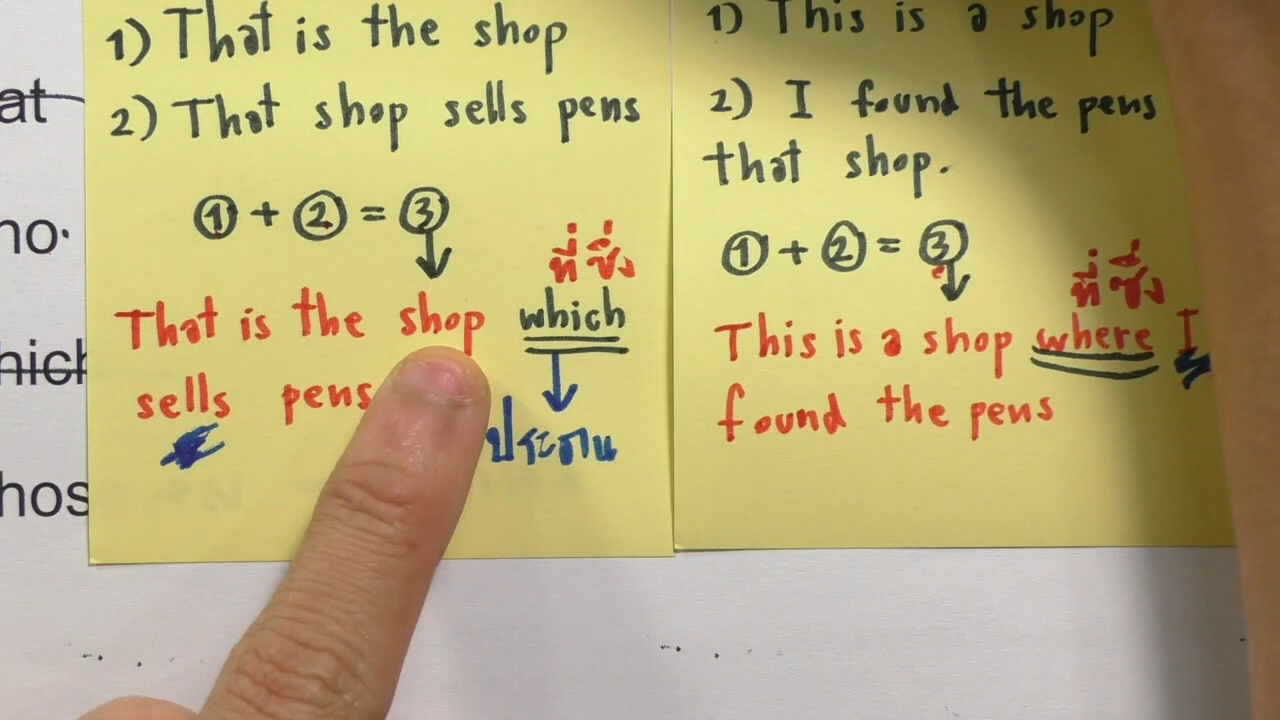 at
ho.
hich
hos
1) That is the shop
2) That shop sells pens
① + ② = ③
ที่ ซึ่ง
That is the shop which
sells pens
ประธาน
1) This is a shop
2) I found the pens
that shop.
① + ② = ③
ที่ ซึ่ง
This is a shop where I
found the pens